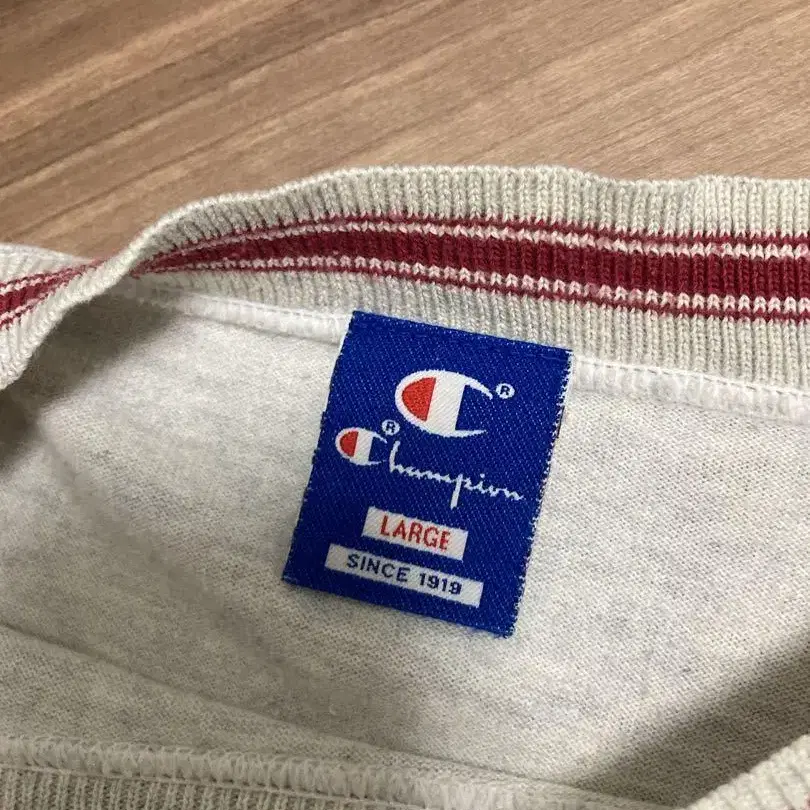 ®
®
Champion
LARGE
SINCE 1919